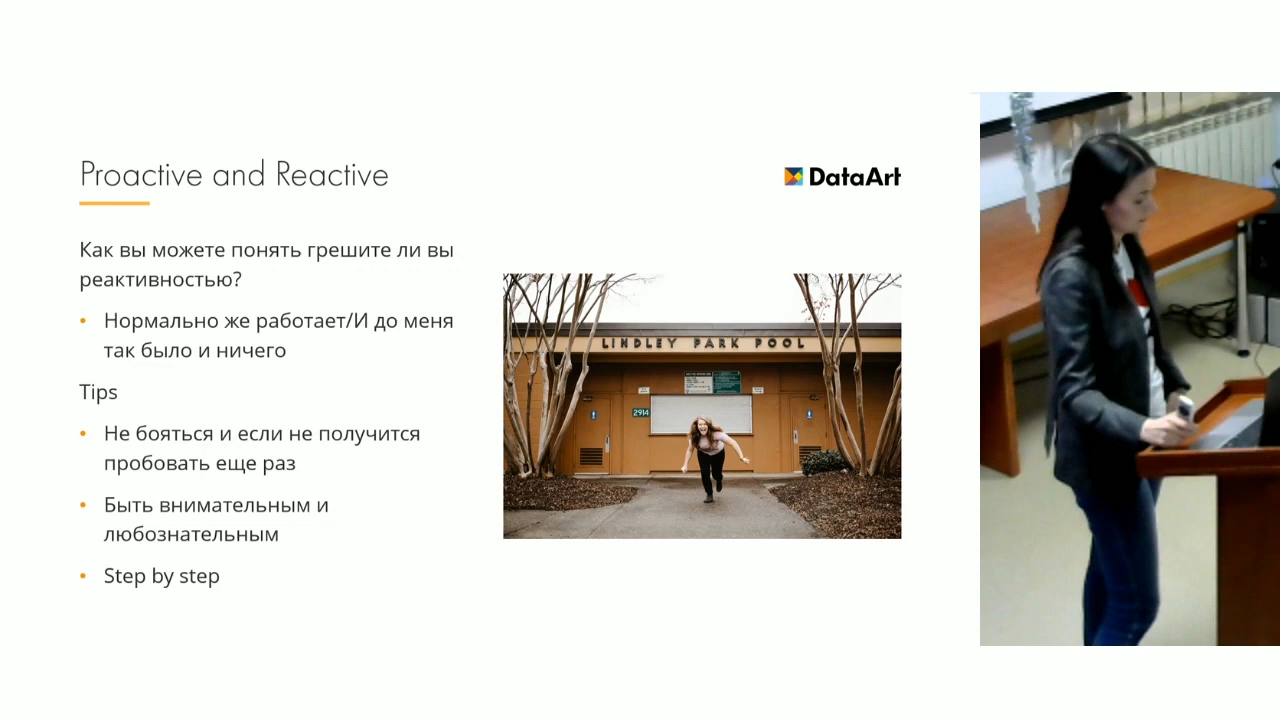 Proactive and Reactive
DataArt
Как вы можете понять грешите ли вы
реактивностью?
• Нормально же работает/И до меня
так было и ничего
Tips
• Не бояться и если не получится
пробовать еще раз
• Быть внимательным и
любознательным
• Step by step
LINDLEY PARK POOL
2914